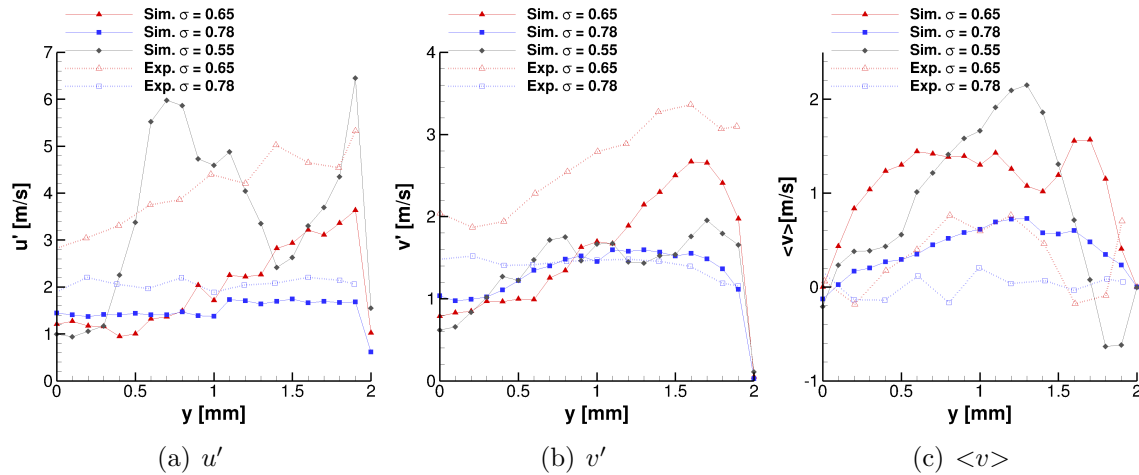 Sim. σ = 0.65
Sim. σ = 0.78
Sim. σ = 0.55
Exp. σ = 0.65
Exp. σ = 0.78
7
6
5
4
3
2
1
0
u' [m/s]
0 0.5 1 1.5 2
y [mm]
(a) u′
Sim. σ = 0.65
Sim. σ = 0.78
Sim. σ = 0.55
Exp. σ = 0.65
Exp. σ = 0.78
4
3
2
1
0
v' [m/s]
0 0.5 1 1.5 2
y [mm]
(b) v′
Sim. σ = 0.65
Sim. σ = 0.78
Sim. σ = 0.55
Exp. σ = 0.65
Exp. σ = 0.78
2
1
0
-1
<v>[m/s]
0 0.5 1 1.5 2
y [mm]
(c) <v>